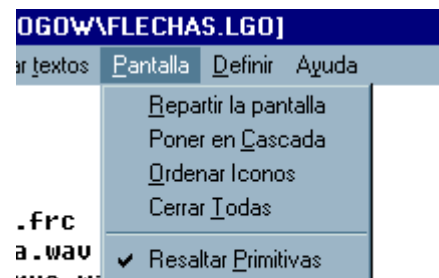 OGOW\FLECHAS.LGO]
ar textos Pantalla Definir Ayuda
Repartir la pantalla
Poner en Cascada
Ordenar Iconos
Cerrar Todas
.frc
a.wav ✔ Resaltar Primitivas